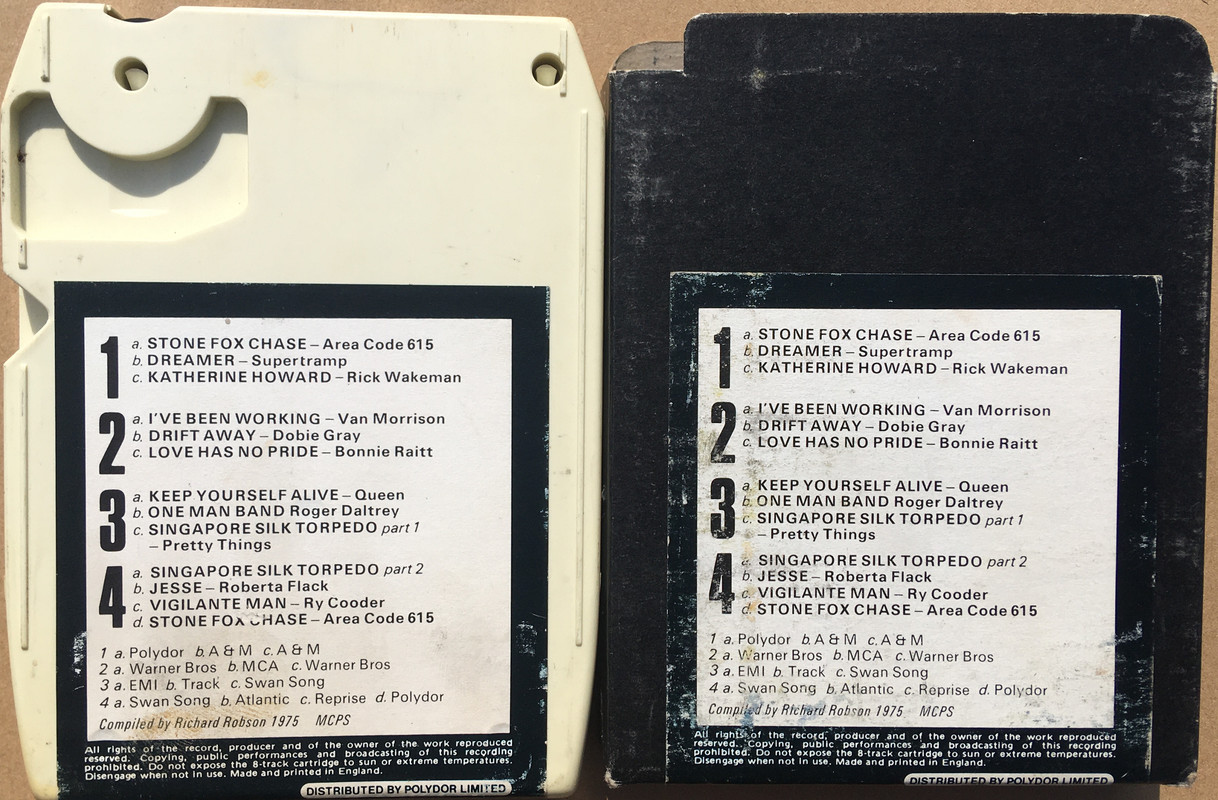 1
a. STONE FOX CHASE – Area Code 615
b. DREAMER – Supertramp
c. KATHERINE HOWARD – Rick Wakeman
2
a. I'VE BEEN WORKING – Van Morrison
b. DRIFT AWAY – Dobie Gray
c. LOVE HAS NO PRIDE – Bonnie Raitt
3
a. KEEP YOURSELF ALIVE – Queen
b. ONE MAN BAND Roger Daltrey
c. SINGAPORE SILK TORPEDO part 1
– Pretty Things
4
a. SINGAPORE SILK TORPEDO part 2
b. JESSE – Roberta Flack
c. VIGILANTE MAN – Ry Cooder
d. STONE FOX CHASE – Area Code 615
1 a. Polydor b. A & M c. A & M
2 a. Warner Bros b. MCA c. Warner Bros
3 a. EMI b. Track c. Swan Song
4 a. Swan Song b. Atlantic c. Reprise d. Polydor
Compiled by Richard Robson 1975 MCPS
All rights of the record, producer and of the owner of the work reproduced
reserved. Copying, public performances and broadcasting of this recording
prohibited. Do not expose the 8-track cartridge to sun or extreme temperatures.
Disengage when not in use. Made and printed in England.
DISTRIBUTED BY POLYDOR LIMITED
1
a. STONE FOX CHASE – Area Code 615
b. DREAMER – Supertramp
c. KATHERINE HOWARD – Rick Wakeman
2
a. I'VE BEEN WORKING – Van Morrison
b. DRIFT AWAY – Dobie Gray
c. LOVE HAS NO PRIDE – Bonnie Raitt
3
a. KEEP YOURSELF ALIVE – Queen
b. ONE MAN BAND Roger Daltrey
c. SINGAPORE SILK TORPEDO part 1
– Pretty Things
4
a. SINGAPORE SILK TORPEDO part 2
b. JESSE – Roberta Flack
c. VIGILANTE MAN – Ry Cooder
d. STONE FOX CHASE – Area Code 615
1 a. Polydor b. A & M c. A & M
2 a. Warner Bros b. MCA c. Warner Bros
3 a. EMI b. Track c. Swan Song
4 a. Swan Song b. Atlantic c. Reprise d. Polydor
Compiled by Richard Robson 1975 MCPS
All rights of the record, producer and of the owner of the work reproduced
reserved. Copying, public performances and broadcasting of this recording
prohibited. Do not expose the 8-track cartridge to sun or extreme temperatures.
Disengage when not in use. Made and printed in England.
DISTRIBUTED BY POLYDOR LIMITED